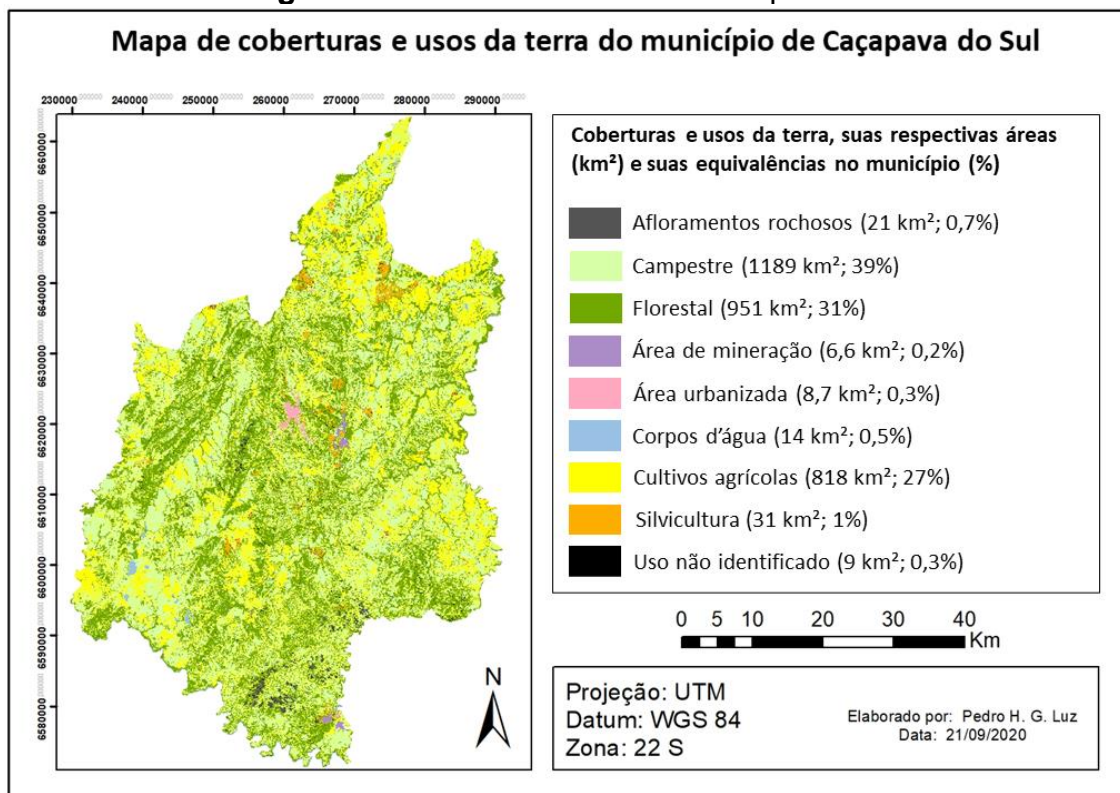 Mapa de coberturas e usos da terra do município de Caçapava do Sul
230000 240000 250000 260000 270000 280000 290000
6660000
6650000
6640000
6630000
6620000
6610000
6600000
6590000
6580000
N
Coberturas e usos da terra, suas respectivas áreas
(km²) e suas equivalências no município (%)
Afloramentos rochosos (21 km²; 0,7%)
Campestre (1189 km²; 39%)
Florestal (951 km²; 31%)
Área de mineração (6,6 km²; 0,2%)
Área urbanizada (8,7 km²; 0,3%)
Corpos d’água (14 km²; 0,5%)
Cultivos agrícolas (818 km²; 27%)
Silvicultura (31 km²; 1%)
Uso não identificado (9 km²; 0,3%)
0 5 10 20 30 40
Km
Projeção: UTM
Datum: WGS 84
Zona: 22 S
Elaborado por: Pedro H. G. Luz
Data: 21/09/2020